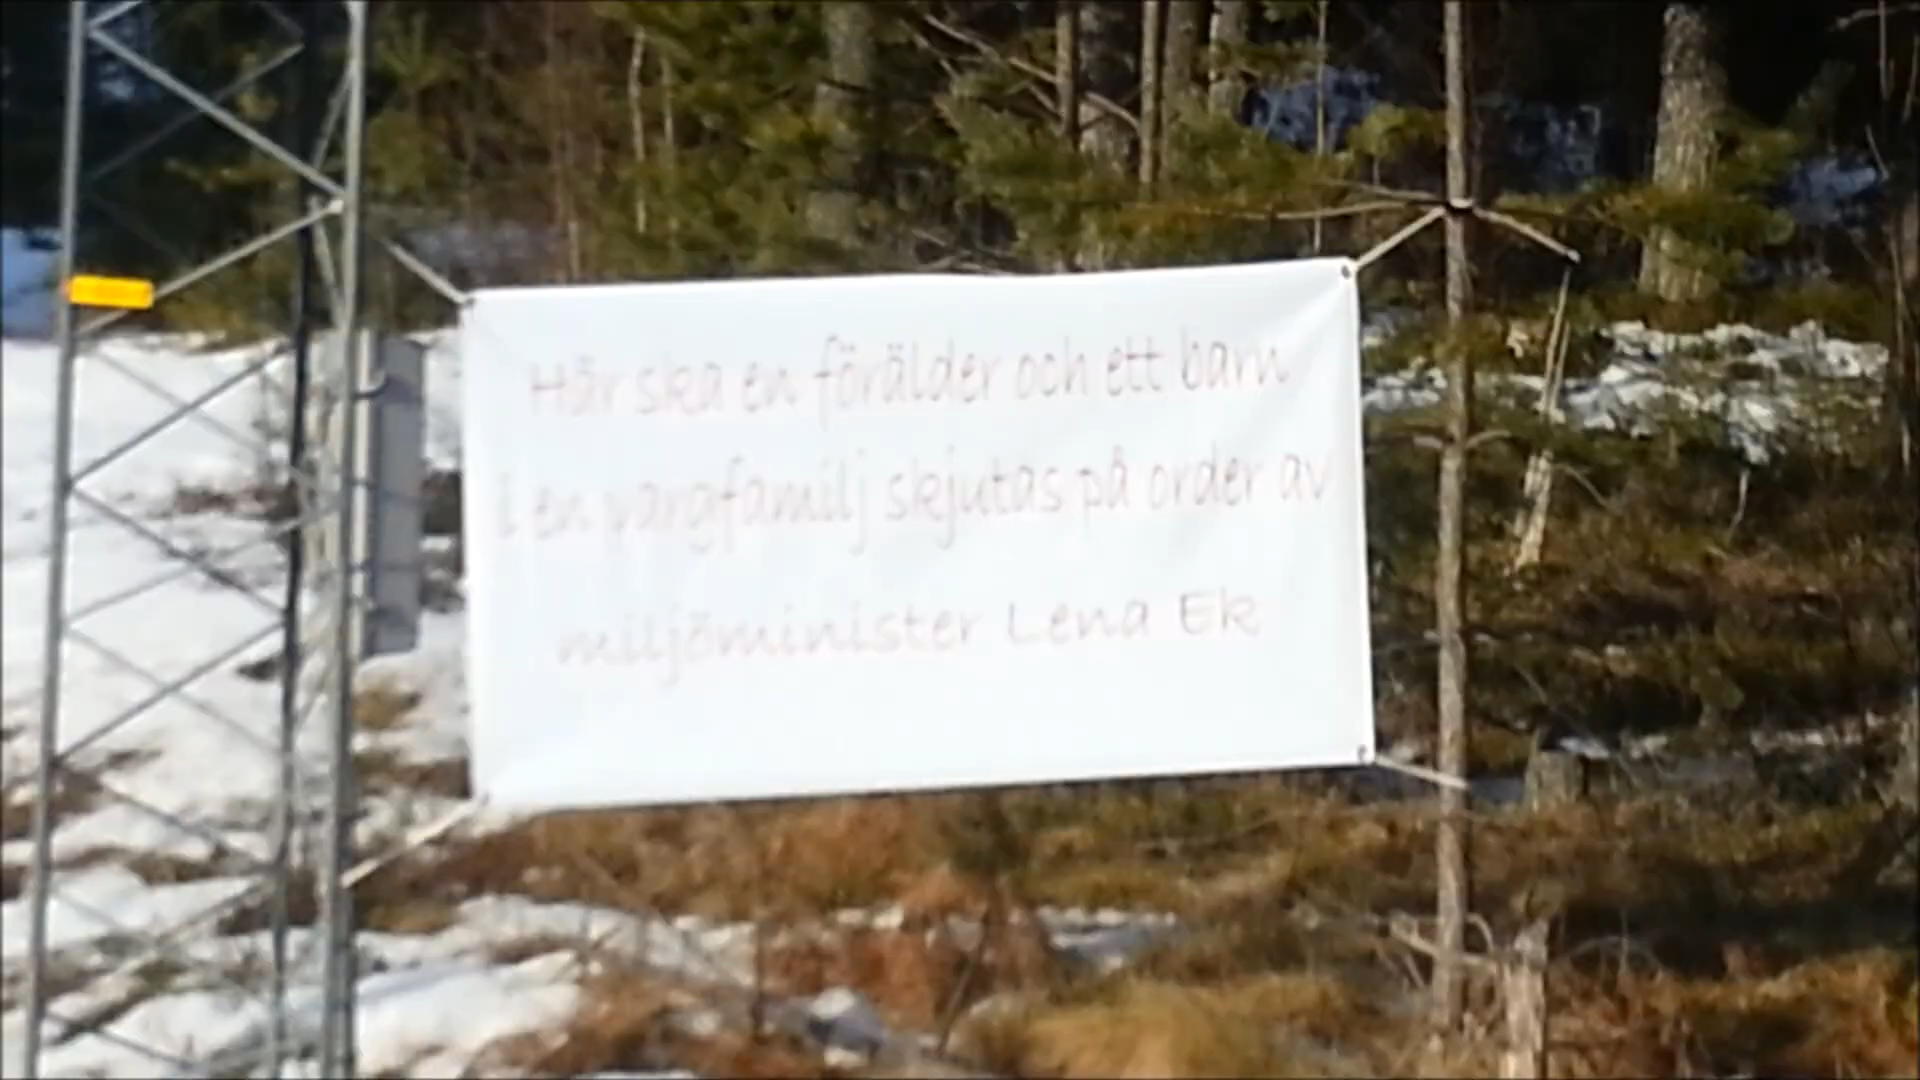 Här ska en förälder och ett barn
i en vargfamilj skjutas på order av
miljöminister Lena Ek